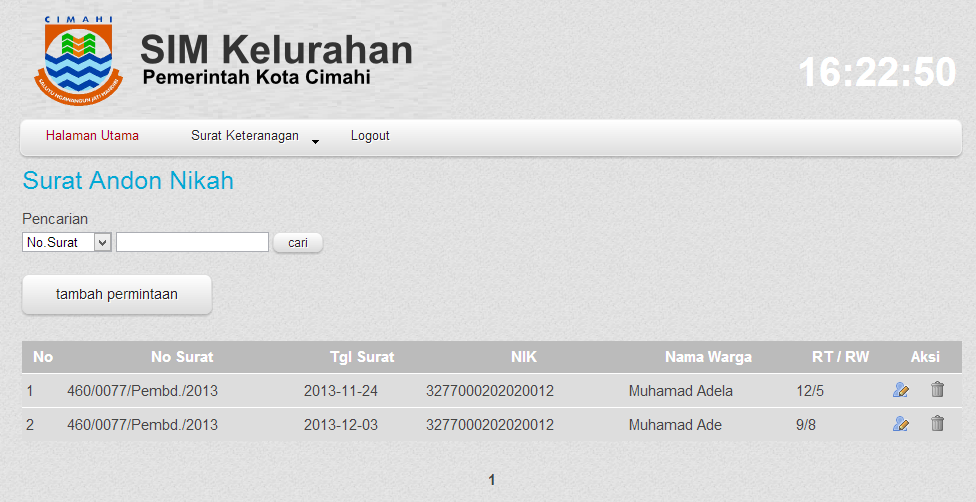 CIMAHI
SIM Kelurahan
Pemerintah Kota Cimahi
16:22:50
Halaman Utama Surat Keteranagan Logout
Surat Andon Nikah
Pencarian
No.Surat cari
tambah permintaan
No No Surat Tgl Surat NIK Nama Warga RT / RW Aksi
1 460/0077/Pembd./2013 2013-11-24 3277000202020012 Muhamad Adela 12/5
2 460/0077/Pembd./2013 2013-12-03 3277000202020012 Muhamad Ade 9/8
1